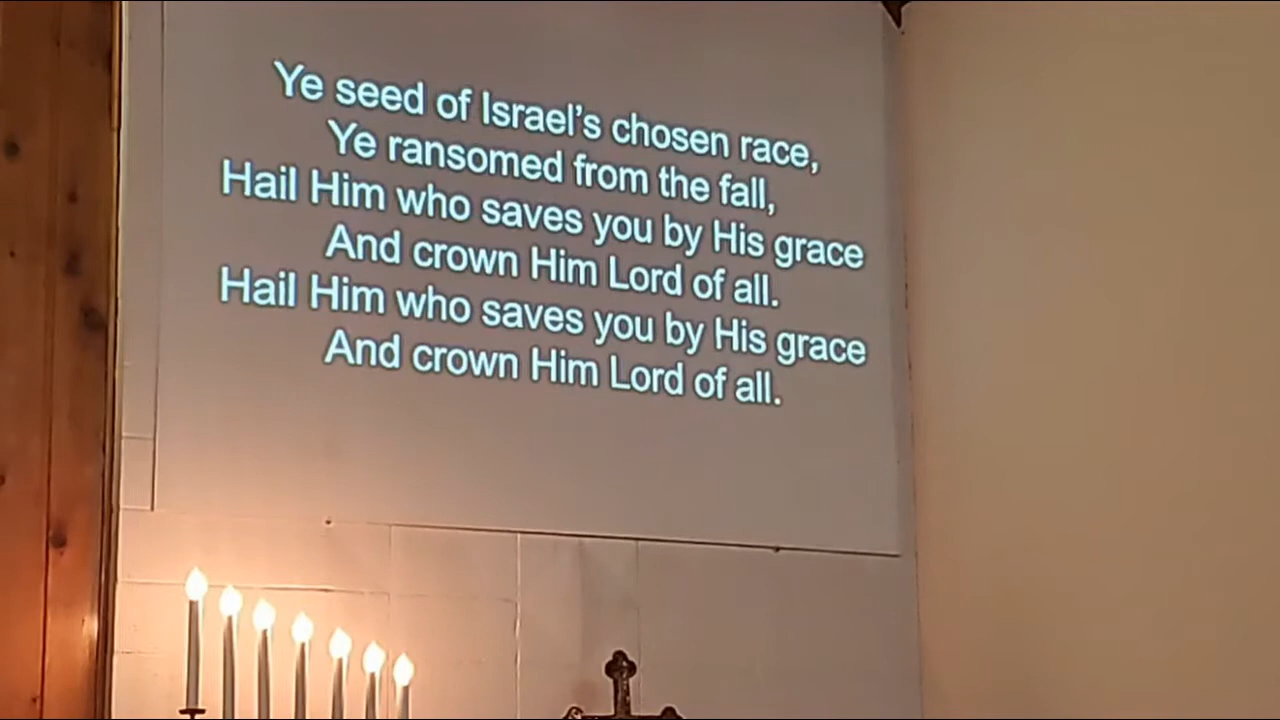 Ye seed of Israel’s chosen race,
Ye ransomed from the fall,
Hail Him who saves you by His grace
And crown Him Lord of all.
Hail Him who saves you by His grace
And crown Him Lord of all.